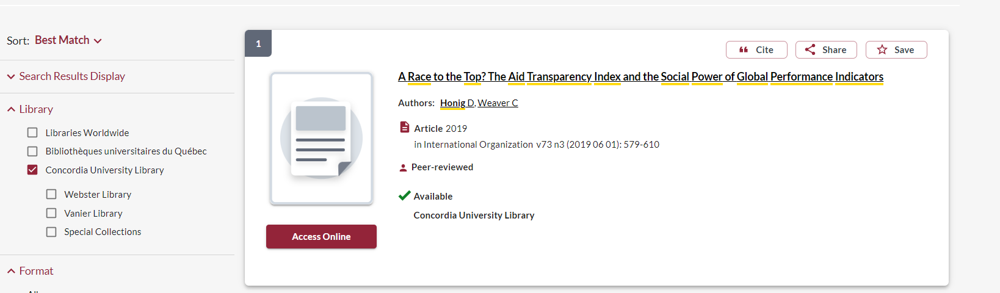 Sort: Best Match
Search Results Display
Library
Libraries Worldwide
Bibliothèques universitaires du Québec
Concordia University Library
Webster Library
Vanier Library
Special Collections
Format
1
Cite
Share
Save
A Race to the Top? The Aid Transparency Index and the Social Power of Global Performance Indicators
Authors: Honig D, Weaver C
Article 2019
in International Organization v73 n3 (2019 06 01): 579-610
Peer-reviewed
Available
Concordia University Library
Access Online